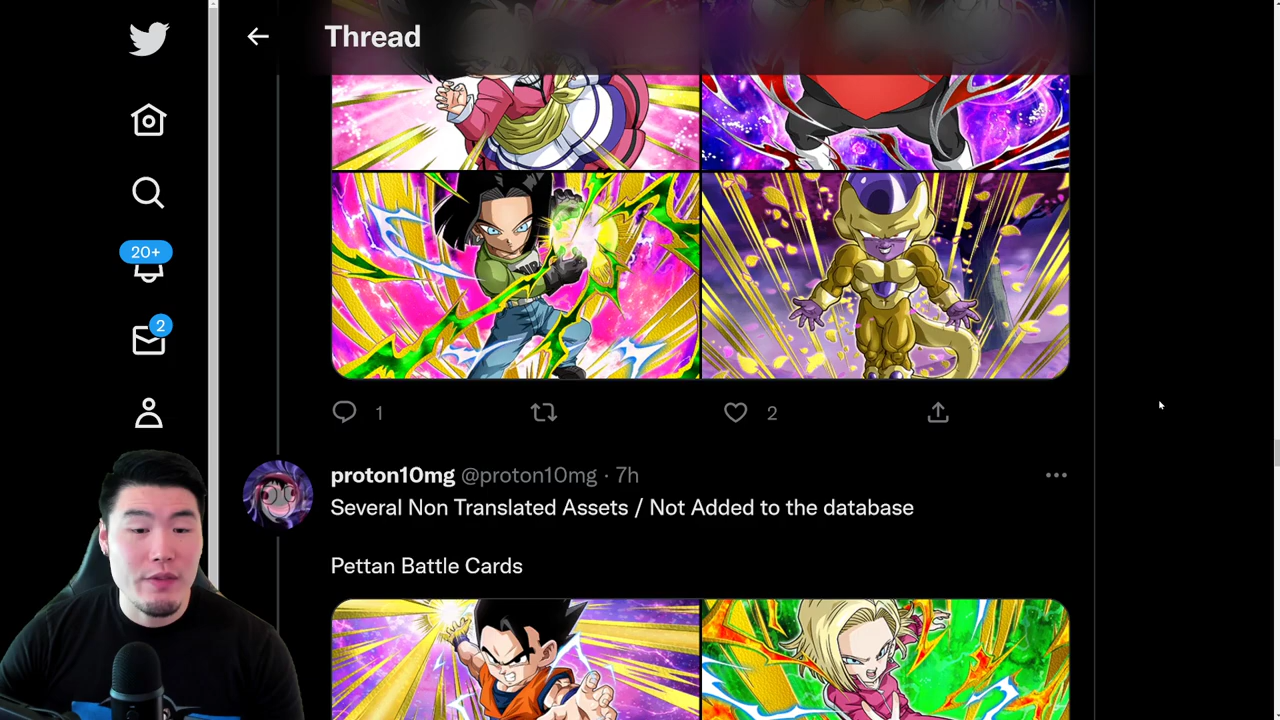 Thread
20+
2
1
2
proton10mg @proton10mg · 7h
Several Non Translated Assets / Not Added to the database
Pettan Battle Cards